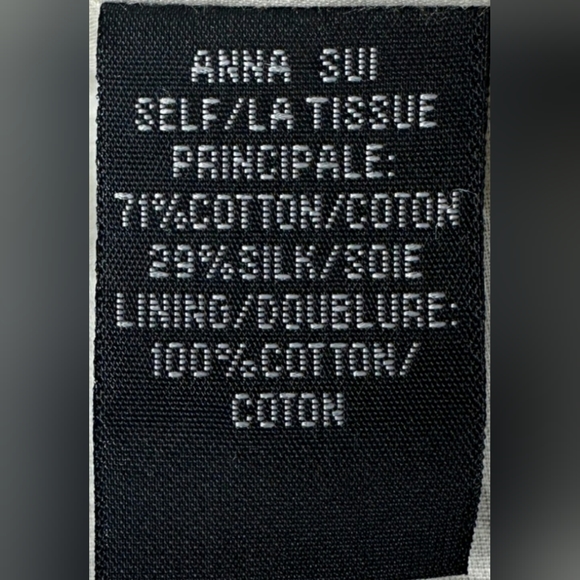 ANNA SUI
SELF/LA TISSUE
PRINCIPALE:
71%COTTON/COTON
29%SILK/SOIE
LINING/DOUBLURE:
100%COTTON/
COTON